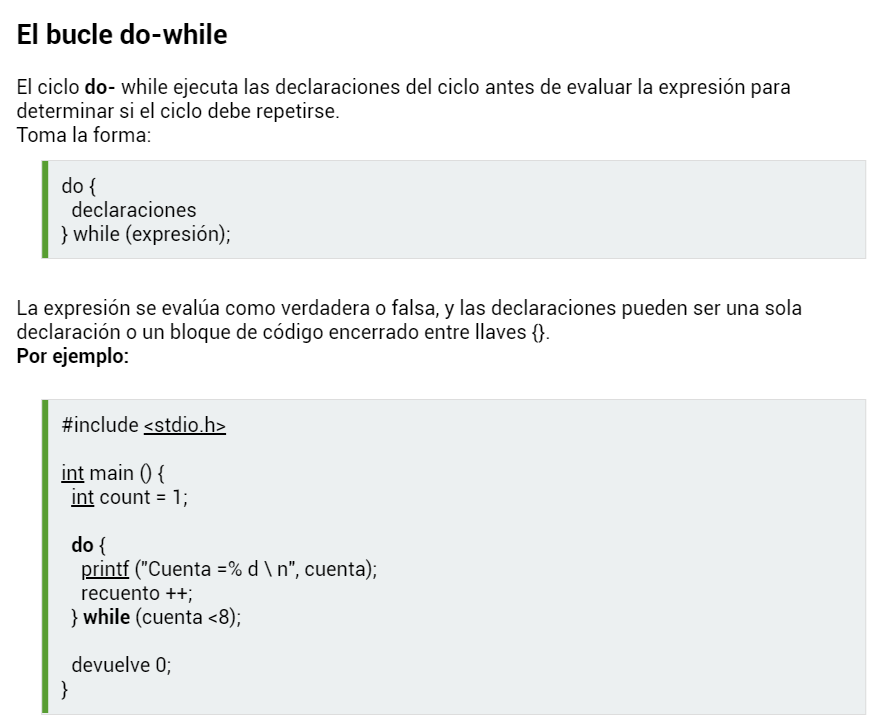 El bucle do-while
El ciclo do- while ejecuta las declaraciones del ciclo antes de evaluar la expresión para
determinar si el ciclo debe repetirse.
Toma la forma:
do {
declaraciones
} while (expresión);
La expresión se evalúa como verdadera o falsa, y las declaraciones pueden ser una sola
declaración o un bloque de código encerrado entre llaves {}.
Por ejemplo:
#include <stdio.h>
int main () {
int count = 1;
do {
printf ("Cuenta =% d \ n", cuenta);
recuento ++;
} while (cuenta <8);
devuelve 0;
}